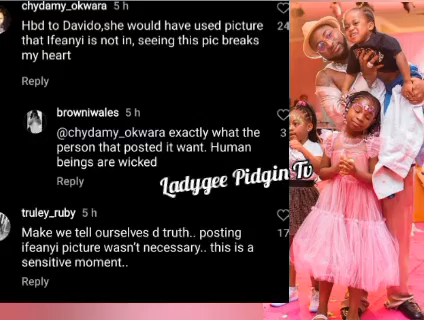 chydamy_okwara 5 h
Hbd to Davido,she would have used picture
that Ifeanyi is not in, seeing this pic breaks
my heart
24
Reply
browniwales 5 h
@chydamy_okwara exactly what the
person that posted it want. Human
beings are wicked
3
Reply
Ladygee Pidgin Tv
truley_ruby 5 h
Make we tell ourselves d truth.. posting
ifeanyi picture wasn't necessary.. this is a
sensitive moment..
17
Reply